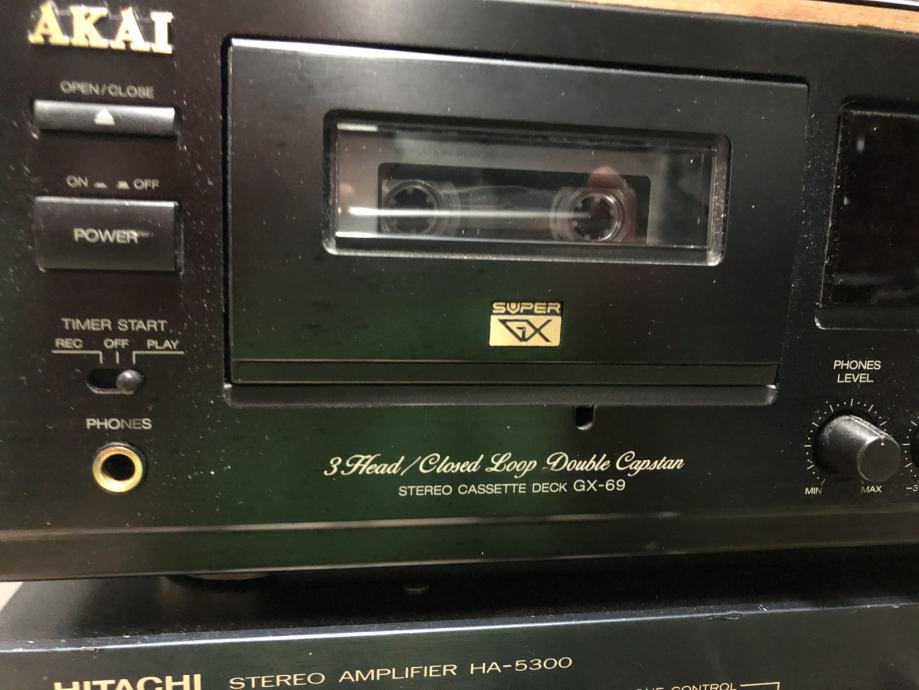 AKAI
OPEN/CLOSE
ON OFF
POWER
TIMER START
REC OFF PLAY
PHONES
SUPER
GX
PHONES
LEVEL
MIN MAX
3 Head/Closed Loop Double Capstan
STEREO CASSETTE DECK GX-69
HITACHI STEREO AMPLIFIER HA-5300
CONTROL